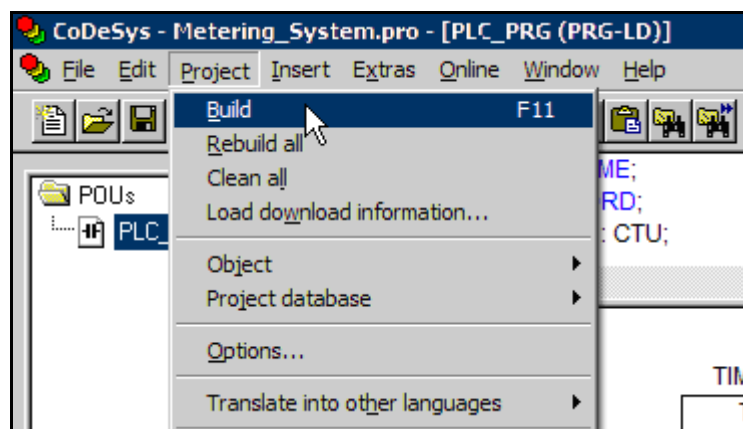 CoDeSys - Metering_System.pro - [PLC_PRG (PRG-LD)]
File Edit Project Insert Extras Online Window Help
Build F11
Rebuild all
Clean all
Load download information...
Object
Project database
Options...
Translate into other languages
POUs
PLC_
ME;
RD;
: CTU;
TIM
T